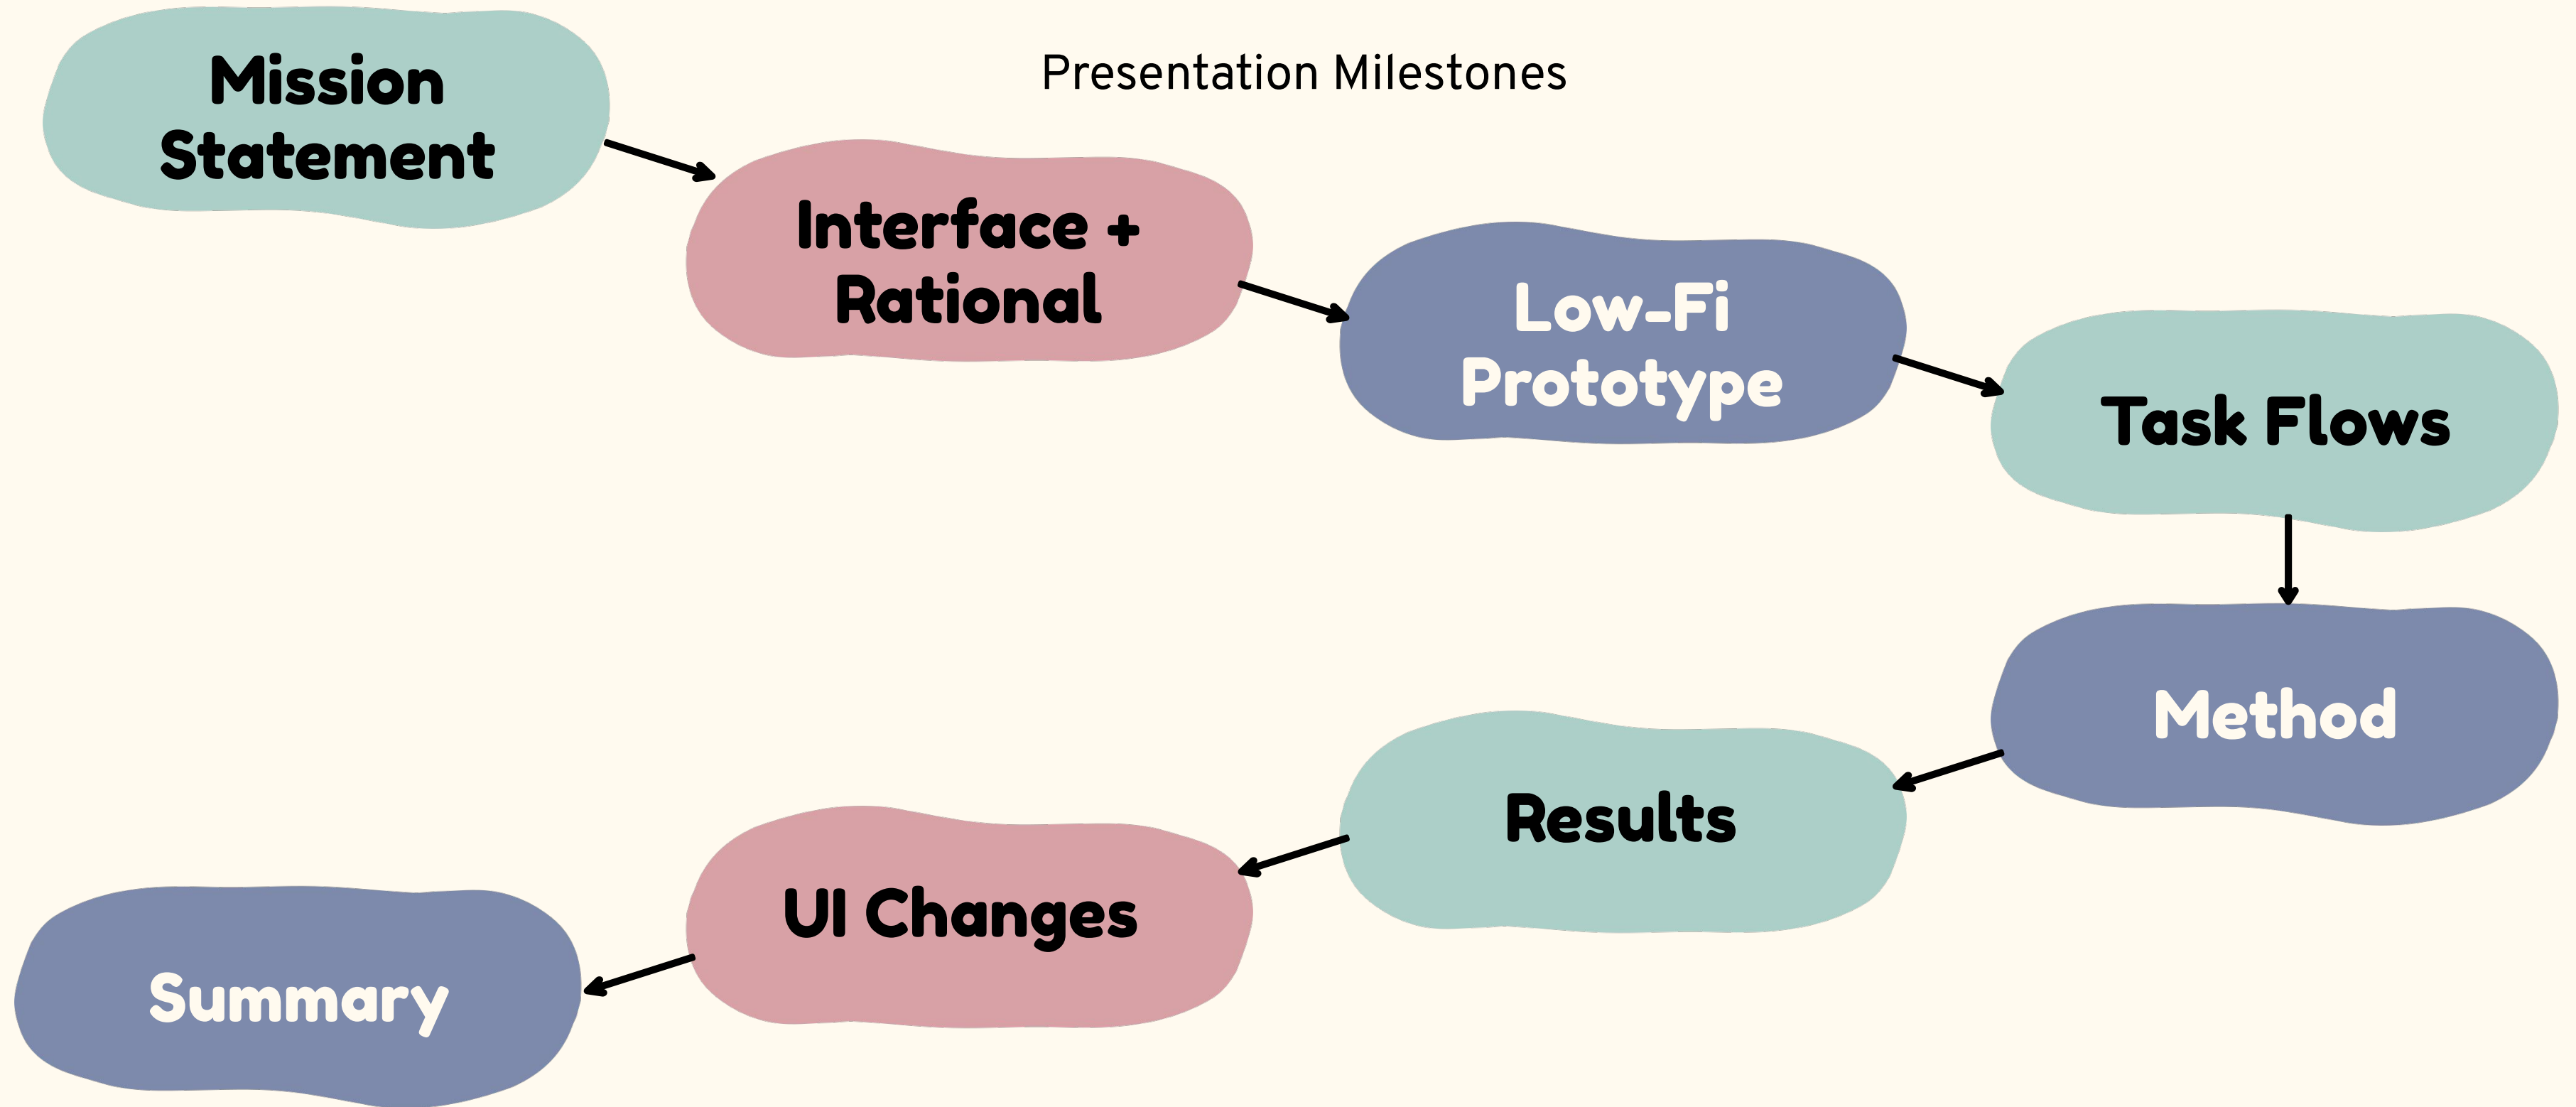 Presentation Milestones
Mission
Statement
Interface +
Rational
Low-Fi
Prototype
Task Flows
Method
Results
UI Changes
Summary